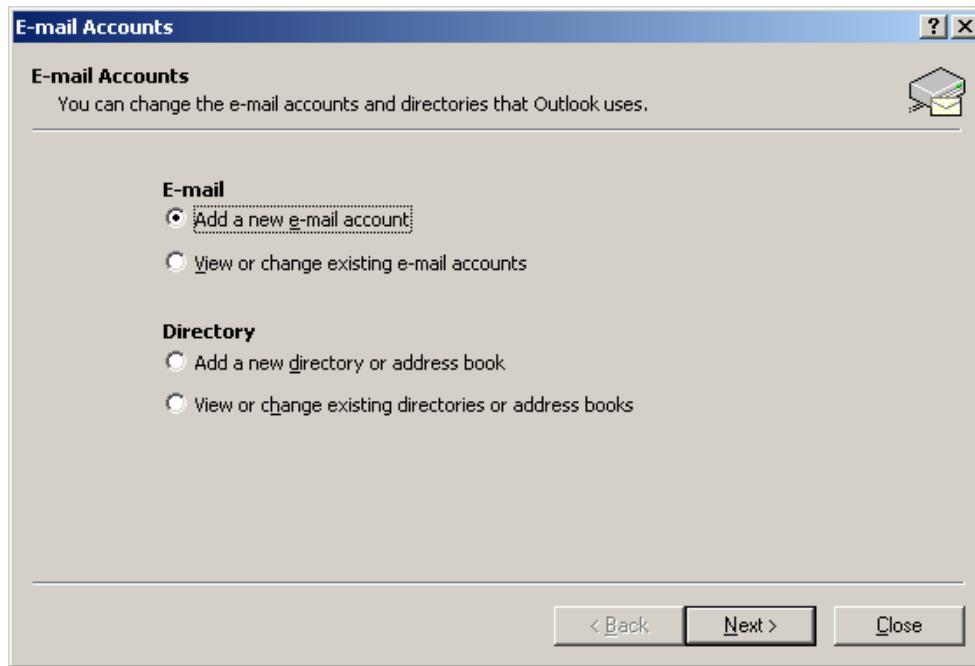 E-mail Accounts
E-mail Accounts
You can change the e-mail accounts and directories that Outlook uses.
E-mail
Add a new e-mail account
View or change existing e-mail accounts
Directory
Add a new directory or address book
View or change existing directories or address books
< Back Next > Close